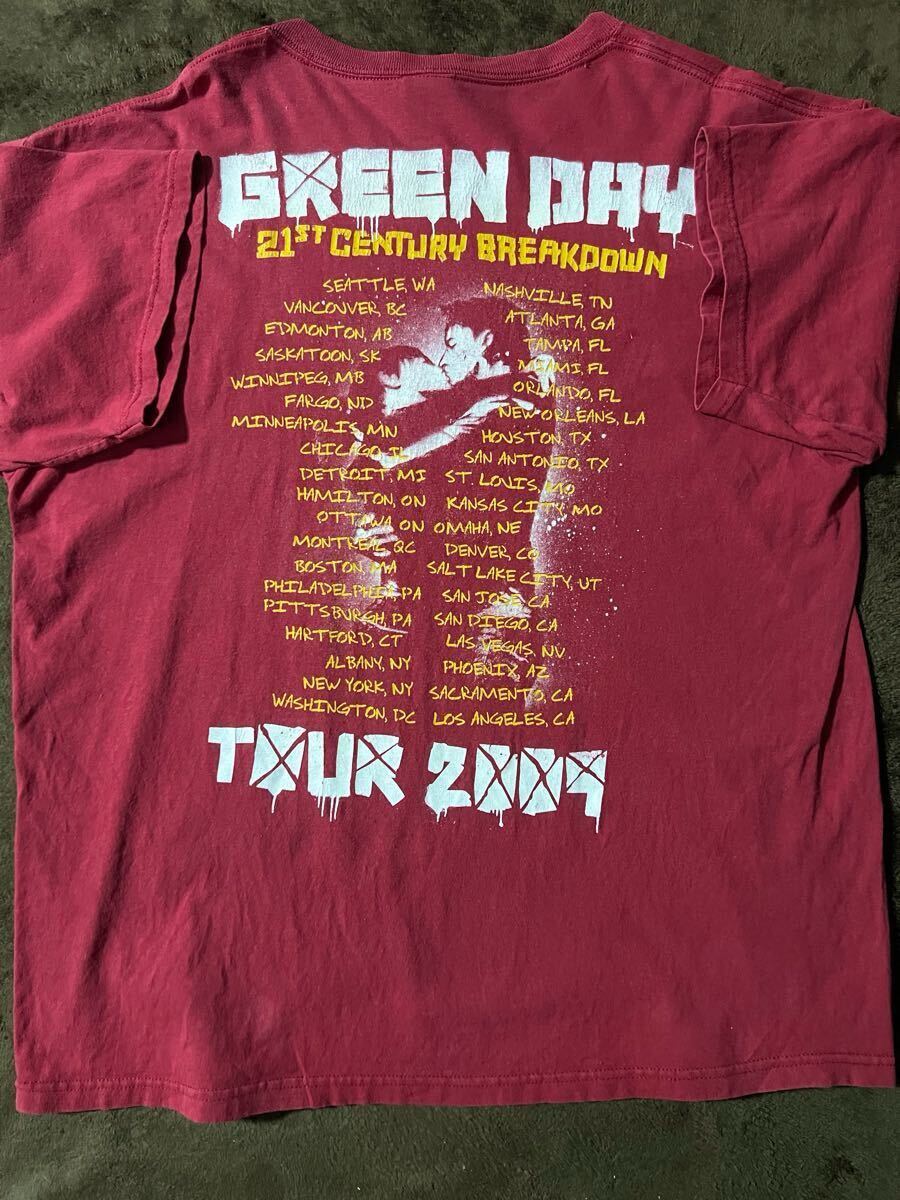 GREEN DAY
21ST CENTURY BREAKDOWN
SEATTLE, WA
VANCOUVER, BC
EDMONTON, AB
SASKATOON, SK
WINNIPEG, MB
FARGO, ND
MINNEAPOLIS, MN
CHICAGO, IL
DETROIT, MI
HAMILTON, ON
OTTAWA ON
MONTREAL, QC
BOSTON, MA
PHILADELPHIA, PA
PITTSBURGH, PA
HARTFORD, CT
ALBANY, NY
NEW YORK, NY
WASHINGTON, DC
NASHVILLE, TN
ATLANTA, GA
TAMPA, FL
MIAMI, FL
ORLANDO, FL
NEW ORLEANS, LA
HOUSTON, TX
SAN ANTONIO, TX
ST. LOUIS, MO
KANSAS CITY, MO
OMAHA, NE
DENVER, CO
SALT LAKE CITY, UT
SAN JOSE, CA
SAN DIEGO, CA
LAS VEGAS, NV
PHOENIX, AZ
SACRAMENTO, CA
LOS ANGELES, CA
TOUR 2009